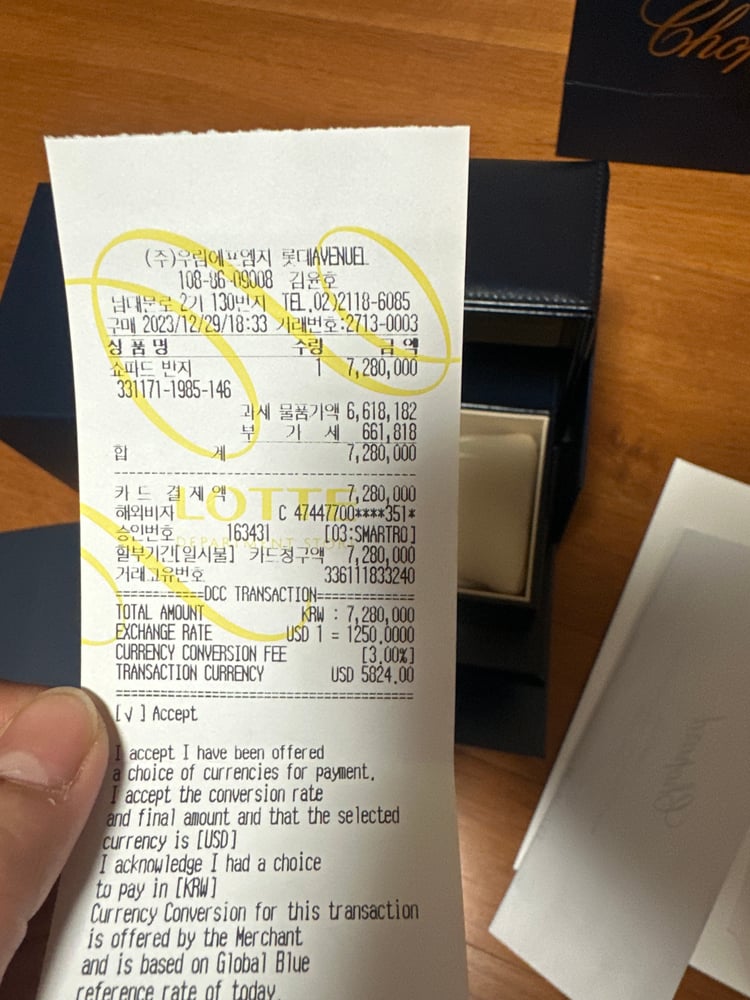 Chop
(주)우림에프엠지 롯데AVENUEL
108-86-09008 김윤호
남대문로 2가 130번지 TEL.02)2118-6085
구매 2023/12/29/18:33 거래번호:2713-0003
상 품 명 수량 금 액
쇼파드 반지 1 7,280,000
331171-1985-146
과세 물품가액 6,618,182
부 가 세 661,818
합 계 7,280,000
카 드 결 제 액 7,280,000
해외비자 C 47447700****351*
LOTTE
승인번호 163431 [03:SMARTRO]
DEPARTMENT STORE
할부기간[일시불] 카드청구액 7,280,000
거래고유번호 336111833240
===========DCC TRANSACTION============
TOTAL AMOUNT KRW : 7,280,000
EXCHANGE RATE USD 1 = 1250.0000
CURRENCY CONVERSION FEE [3.00%]
TRANSACTION CURRENCY USD 5824.00
[√ ] Accept
I accept I have been offered
a choice of currencies for payment.
I accept the conversion rate
and final amount and that the selected
currency is [USD]
I acknowledge I had a choice
to pay in [KRW]
Currency Conversion for this transaction
is offered by the Merchant
and is based on Global Blue
reference rate of today.